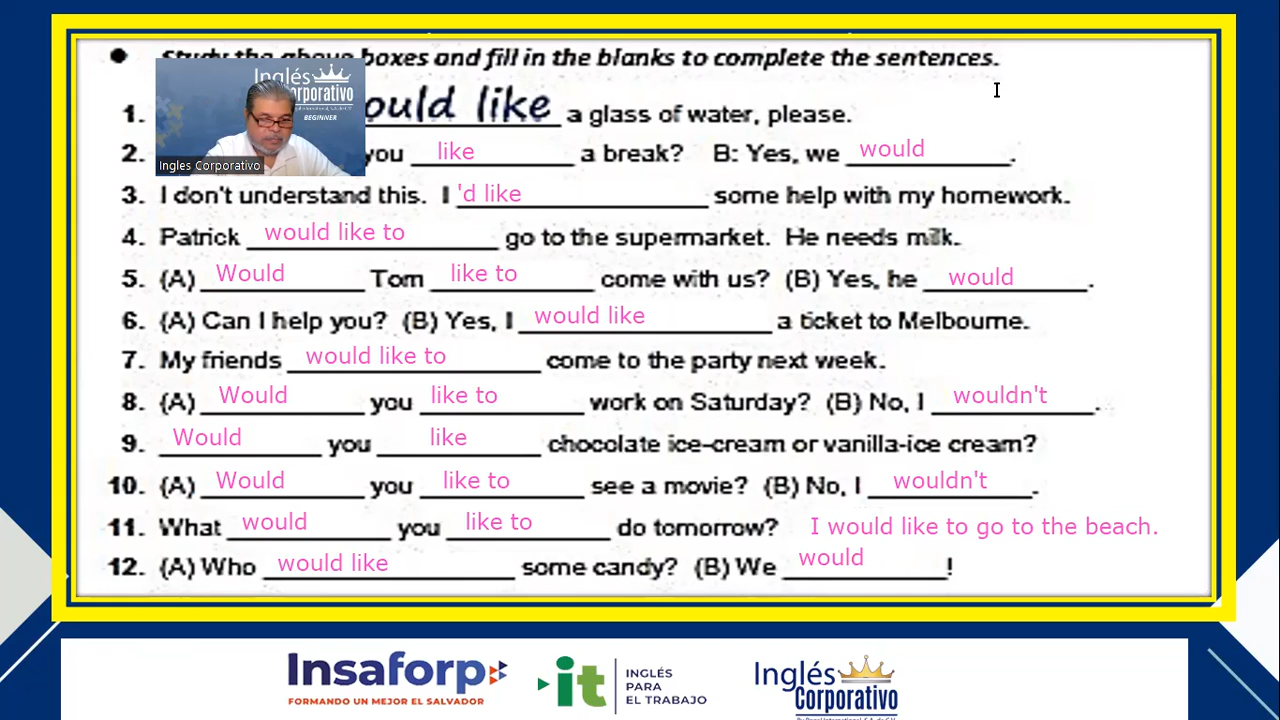 Study the above boxes and fill in the blanks to complete the sentences.
1. ould like a glass of water, please.
2. you like a break? B: Yes, we would.
3. I don't understand this. I 'd like some help with my homework.
4. Patrick would like to go to the supermarket. He needs milk.
5. (A) Would Tom like to come with us? (B) Yes, he would.
6. (A) Can I help you? (B) Yes, I would like a ticket to Melbourne.
7. My friends would like to come to the party next week.
8. (A) Would you like to work on Saturday? (B) No, I wouldn't.
9. Would you like chocolate ice-cream or vanilla-ice cream?
10. (A) Would you like to see a movie? (B) No, I wouldn't.
11. What would you like to do tomorrow? I would like to go to the beach.
12. (A) Who would like some candy? (B) We would!
Inglés
Corporativo
BEGINNER
Ingles Corporativo
Insaforp
FORMANDO UN MEJOR EL SALVADOR
it
INGLÉS
PARA
EL TRABAJO
Inglés
Corporativo